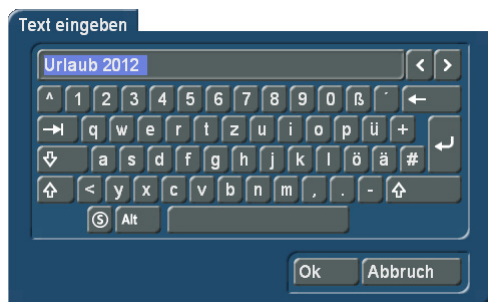 Text eingeben
Urlaub 2012 < >
^ 1 2 3 4 5 6 7 8 9 0 ß ´ ←
→| q w e r t z u i o p ü + ↵
⇩ a s d f g h j k l ö ä #
⇧ < y x c v b n m , . - ⇧
Ⓢ Alt
Ok Abbruch